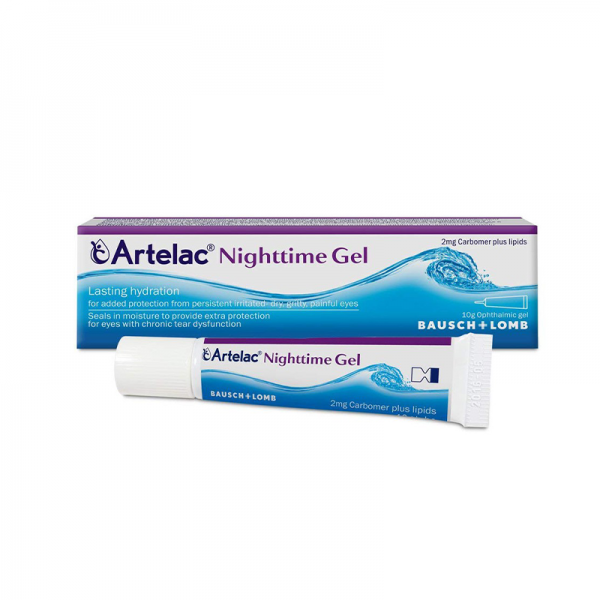 Artelac® Nighttime Gel
2mg Carbomer plus lipids
Lasting hydration
for added protection from persistent irritated- dry, gritty, painful eyes
Seals in moisture to provide extra protection
for eyes with chronic tear dysfunction
10g Ophthalmic gel
BAUSCH + LOMB
Artelac® Nighttime Gel
BAUSCH + LOMB
2mg Carbomer plus lipids